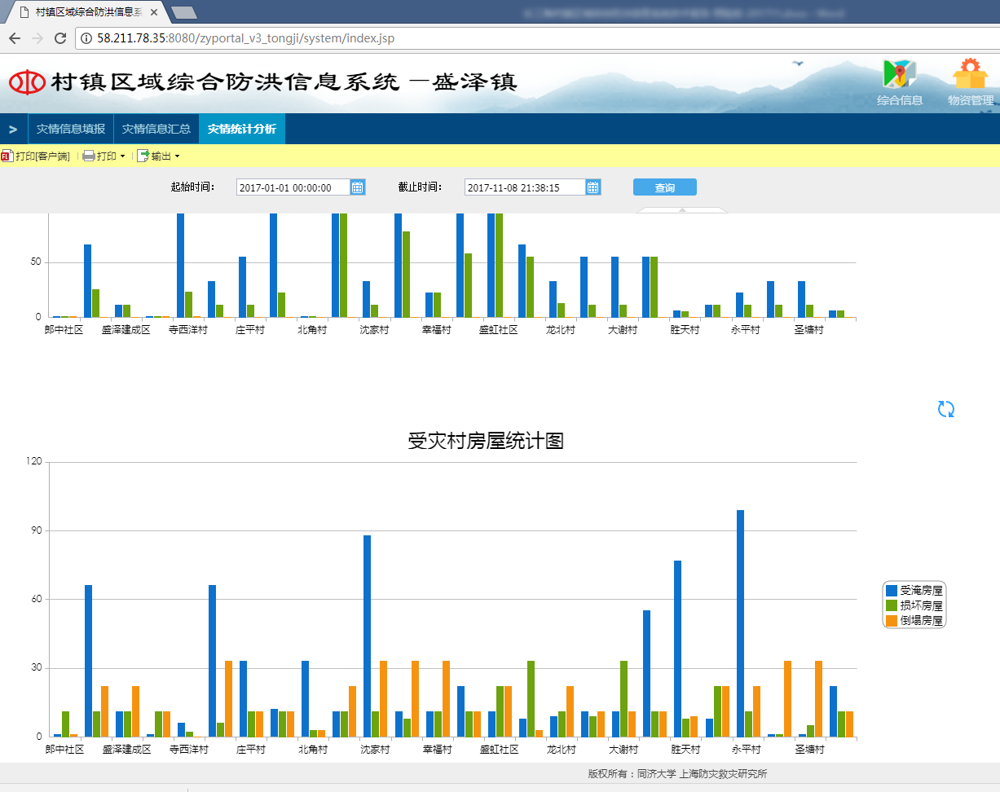 村镇区域综合防洪信息系
58.211.78.35:8080/zyportal_v3_tongji/system/index.jsp
村镇区域综合防洪信息系统 —盛泽镇
综合信息 物资管理
> 灾情信息填报 灾情信息汇总 灾情统计分析
打印[客户端] 打印 输出
起始时间： 2017-01-01 00:00:00 截止时间： 2017-11-08 21:38:15 查询
50
0
郎中社区 盛泽建成区 寺西洋村 庄平村 北角村 沈家村 幸福村 盛虹社区 龙北村 大谢村 胜天村 永平村 圣塘村
受灾村房屋统计图
120
90
60
30
0
受淹房屋
损坏房屋
倒塌房屋
郎中社区 盛泽建成区 寺西洋村 庄平村 北角村 沈家村 幸福村 盛虹社区 龙北村 大谢村 胜天村 永平村 圣塘村
版权所有：同济大学 上海防灾救灾研究所